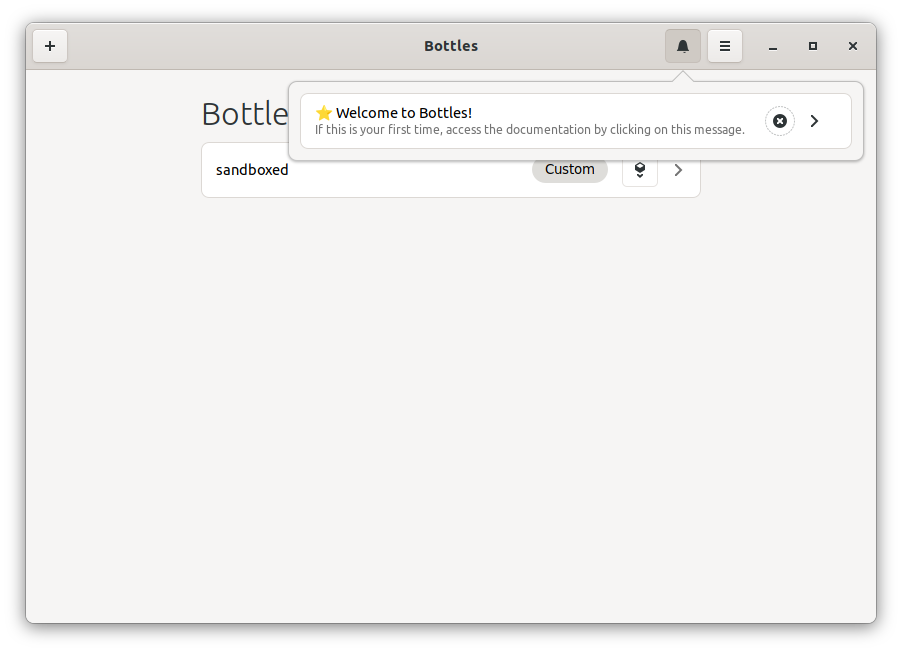 Bottles
Bottle
⭐ Welcome to Bottles!
If this is your first time, access the documentation by clicking on this message.
sandboxed
Custom